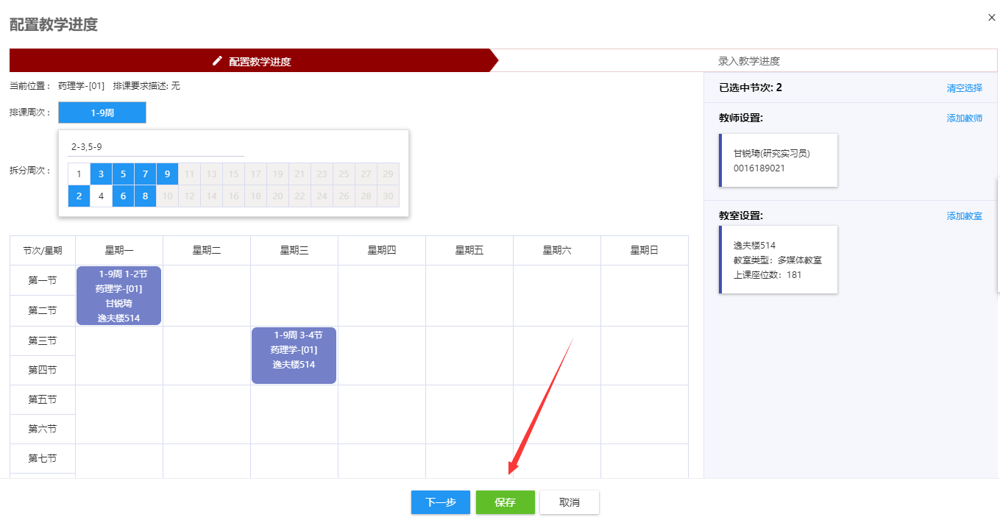 配置教学进度
×
配置教学进度
录入教学进度
当前位置： 药理学-[01] 排课要求描述: 无
排课周次： 1-9周
拆分周次：
2-3,5-9
1 3 5 7 9 11 13 15 17 19 21 23 25 27 29
2 4 6 8 10 12 14 16 18 20 22 24 26 28 30
已选中节次: 2 清空选择
教师设置: 添加教师
甘锐琦(研究实习员)
0016189021
教室设置: 添加教室
逸夫楼514
教室类型: 多媒体教室
上课座位数: 181
节次/星期 星期一 星期二 星期三 星期四 星期五 星期六 星期日
第一节
第二节
第三节
第四节
第五节
第六节
第七节
1-9周 1-2节
药理学-[01]
甘锐琦
逸夫楼514
1-9周 3-4节
药理学-[01]
逸夫楼514
下一步 保存 取消